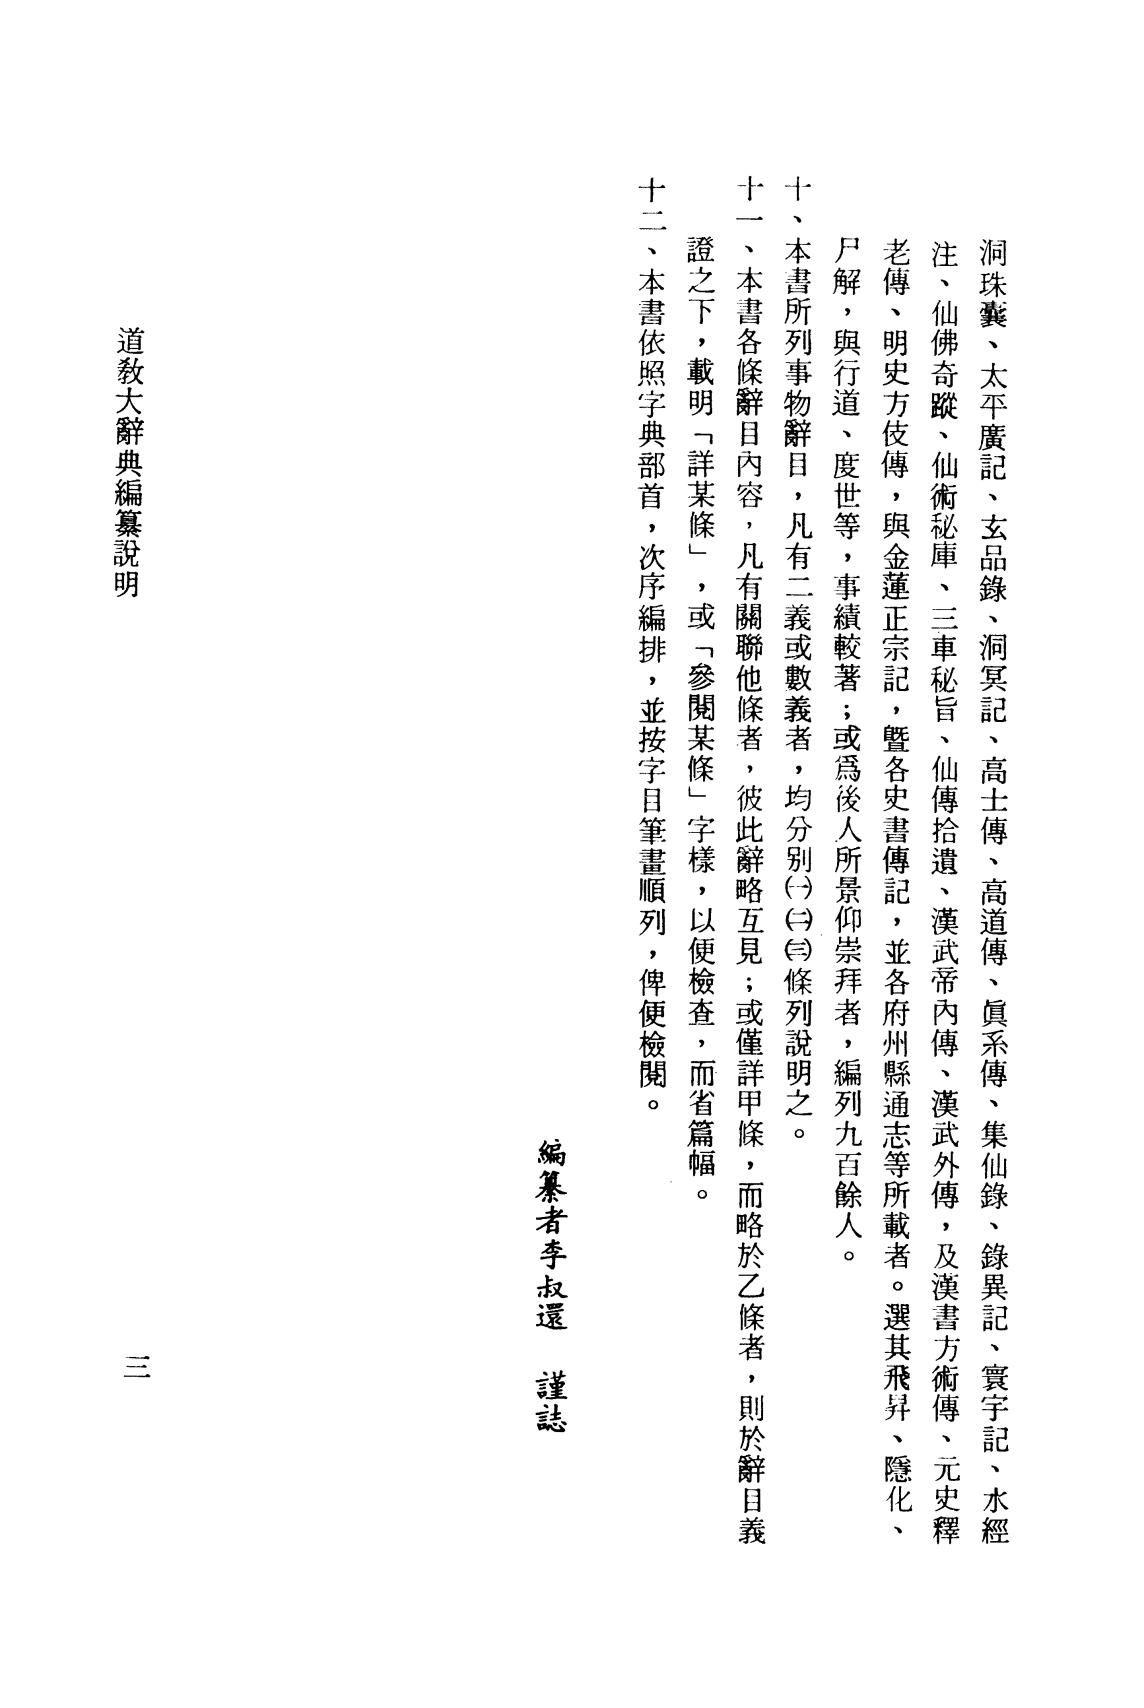 洞珠囊、太平廣記、玄品錄、洞冥記、高士傳、高道傳、眞系傳、集仙錄、錄異記、寰宇記、水經
注、仙佛奇蹤、仙術秘庫、三車秘旨、仙傳拾遺、漢武帝內傳、漢武外傳，及漢書方術傳、元史釋
老傳、明史方伎傳，與金蓮正宗記，曁各史書傳記，並各府州縣通志等所載者。選其飛昇、隱化、
尸解，與行道、度世等，事績較著；或爲後人所景仰崇拜者，編列九百餘人。
十、本書所列事物辭目，凡有二義或數義者，均分別㈠㈡㈢條列說明之。
十一、本書各條辭目內容，凡有關聯他條者，彼此辭略互見；或僅詳甲條，而略於乙條者，則於辭目義
證之下，載明「詳某條」，或「參閱某條」字樣，以便檢查，而省篇幅。
十二、本書依照字典部首，次序編排，並按字目筆畫順列，俾便檢閱。
編纂者李叔還　謹誌
道敎大辭典編纂說明
三